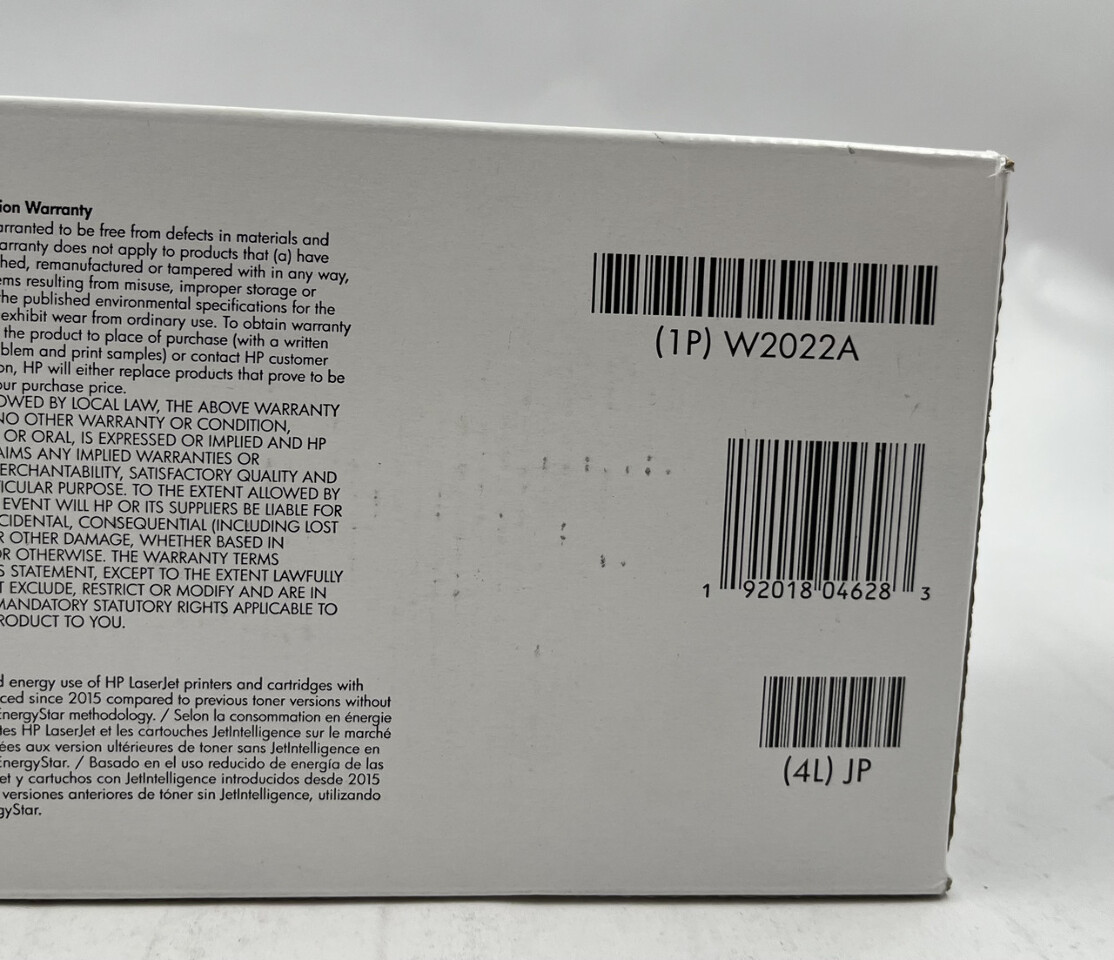 ion Warranty
arranted to be free from defects in materials and
arranty does not apply to products that (a) have
hed, remanufactured or tampered with in any way,
ems resulting from misuse, improper storage or
he published environmental specifications for the
exhibit wear from ordinary use. To obtain warranty
the product to place of purchase (with a written
blem and print samples) or contact HP customer
on, HP will either replace products that prove to be
our purchase price.
OWED BY LOCAL LAW, THE ABOVE WARRANTY
NO OTHER WARRANTY OR CONDITION,
OR ORAL, IS EXPRESSED OR IMPLIED AND HP
AIMS ANY IMPLIED WARRANTIES OR
ERCHANTABILITY, SATISFACTORY QUALITY AND
TICULAR PURPOSE. TO THE EXTENT ALLOWED BY
EVENT WILL HP OR ITS SUPPLIERS BE LIABLE FOR
CIDENTAL, CONSEQUENTIAL (INCLUDING LOST
R OTHER DAMAGE, WHETHER BASED IN
OR OTHERWISE. THE WARRANTY TERMS
S STATEMENT, EXCEPT TO THE EXTENT LAWFULLY
T EXCLUDE, RESTRICT OR MODIFY AND ARE IN
MANDATORY STATUTORY RIGHTS APPLICABLE TO
RODUCT TO YOU.
d energy use of HP LaserJet printers and cartridges with
ced since 2015 compared to previous toner versions without
EnergyStar methodology. / Selon la consommation en énergie
tes HP LaserJet et les cartouches JetIntelligence sur le marché
ées aux version ultérieures de toner sans JetIntelligence en
EnergyStar. / Basado en el uso reducido de energía de las
et y cartuchos con JetIntelligence introducidos desde 2015
versiones anteriores de tóner sin JetIntelligence, utilizando
gyStar.
(1P) W2022A
1 92018 04628 3
(4L) JP